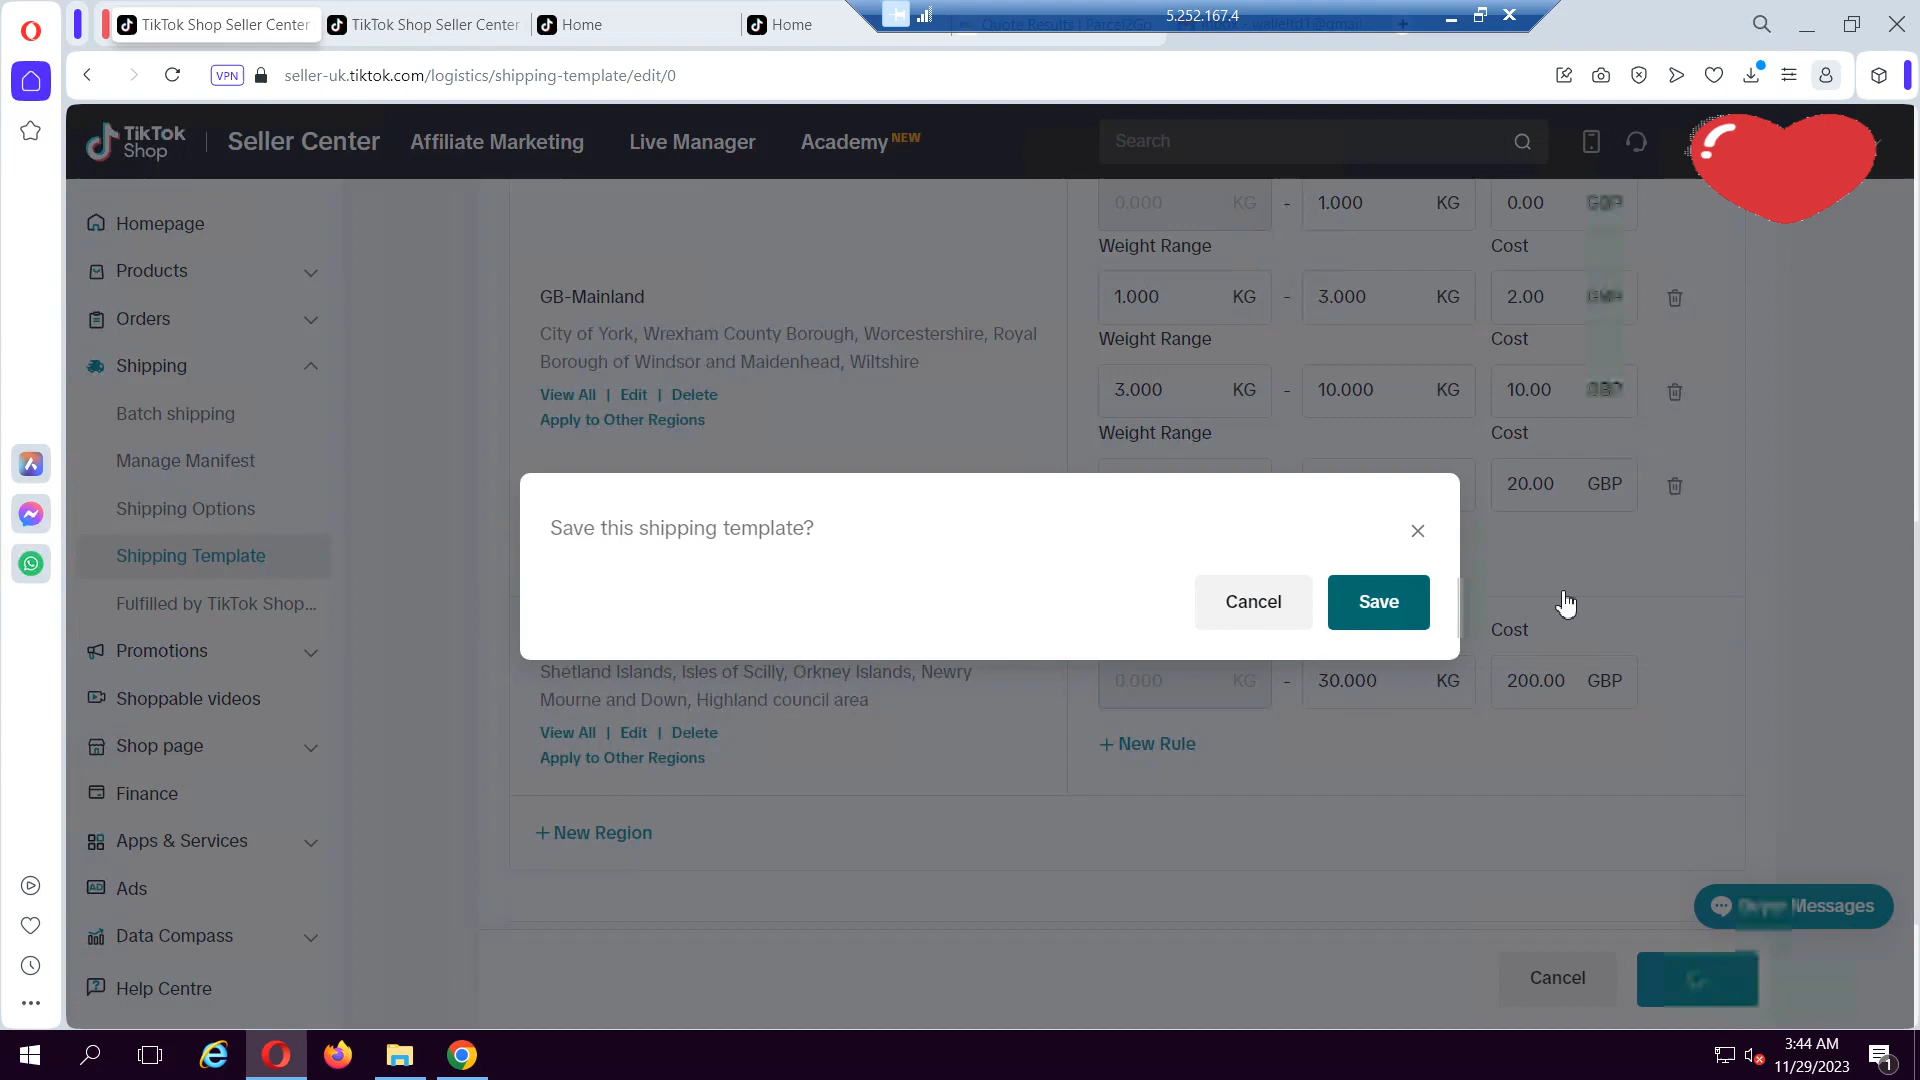 TikTok Shop Seller Center
TikTok Shop Seller Center
Home
Home
Quote Results | Parcel2Go
5.252.167.4
VPN
seller-uk.tiktok.com/logistics/shipping-template/edit/0
TikTok Shop
Seller Center
Affiliate Marketing
Live Manager
Academy NEW
Search
Homepage
Products
Orders
Shipping
Batch shipping
Manage Manifest
Shipping Options
Shipping Template
Fulfilled by TikTok Shop...
Promotions
Shoppable videos
Shop page
Finance
Apps & Services
AD Ads
Data Compass
Help Centre
0.000 KG - 1.000 KG 0.00
Weight Range Cost
GB-Mainland
1.000 KG - 3.000 KG 2.00
City of York, Wrexham County Borough, Worcestershire, Royal
Borough of Windsor and Maidenhead, Wiltshire
Weight Range Cost
3.000 KG - 10.000 KG 10.00
View All | Edit | Delete
Apply to Other Regions
Weight Range Cost
20.00 GBP
Save this shipping template?
Cancel
Save
Cost
Shetland Islands, Isles of Scilly, Orkney Islands, Newry
Mourne and Down, Highland council area
0.000 KG - 30.000 KG 200.00 GBP
View All | Edit | Delete
Apply to Other Regions
+ New Rule
+ New Region
Messages
Cancel
3:44 AM
11/29/2023
1